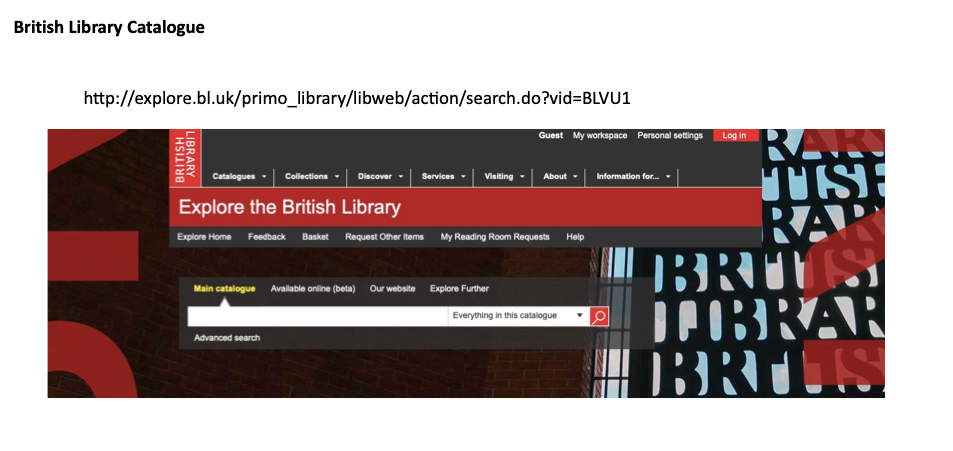 British Library Catalogue
http://explore.bl.uk/primo_library/libweb/action/search.do?vid=BLVU1
Guest My workspace Personal settings Log in
BRITISH
LIBRARY
Catalogues Collections Discover Services Visiting About Information for...
Explore the British Library
Explore Home Feedback Basket Request Other Items My Reading Room Requests Help
Main catalogue Available online (beta) Our website Explore Further
Everything in this catalogue
Advanced search